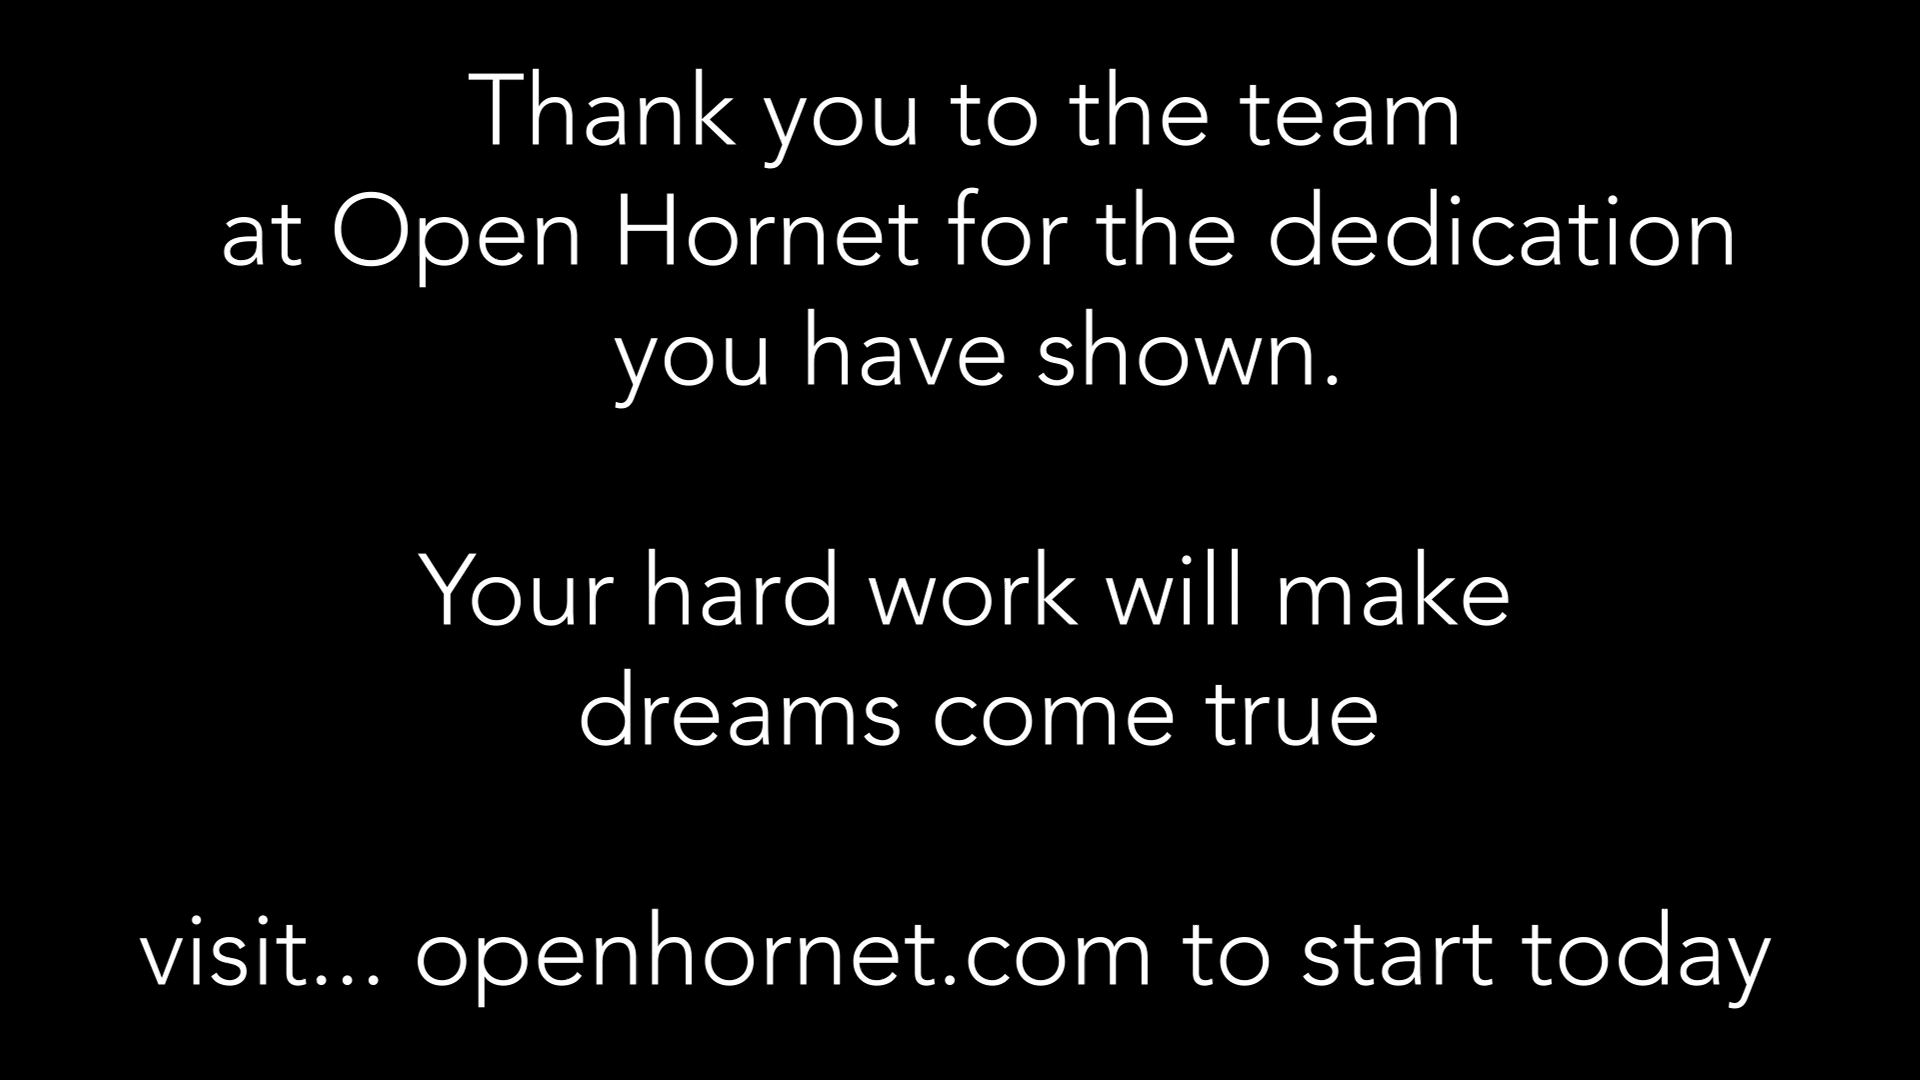 Thank you to the team
at Open Hornet for the dedication
you have shown.
Your hard work will make
dreams come true
visit... openhornet.com to start today